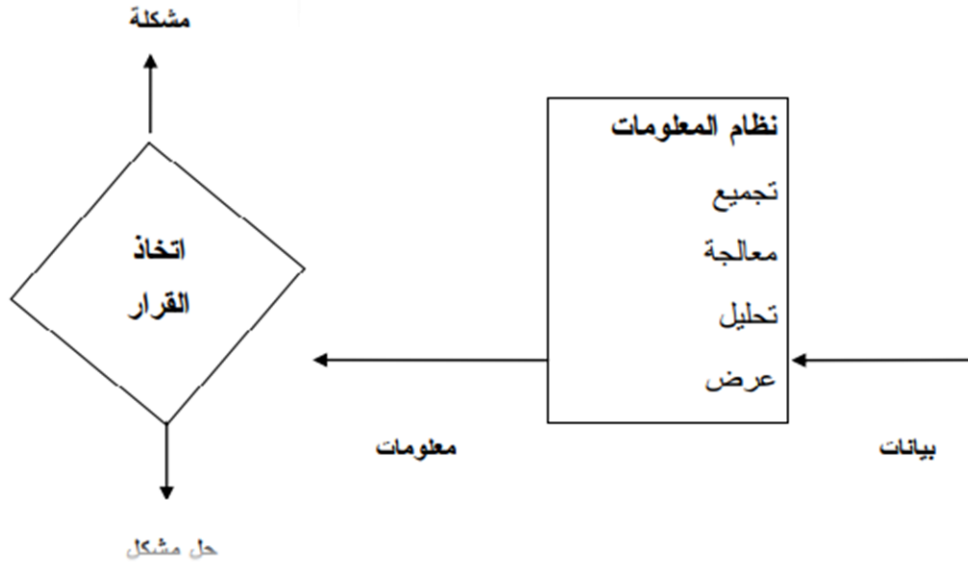 مشكلة
نظام المعلومات
تجميع
معالجة
تحليل
عرض
اتخاذ
القرار
بيانات
معلومات
حل مشكل